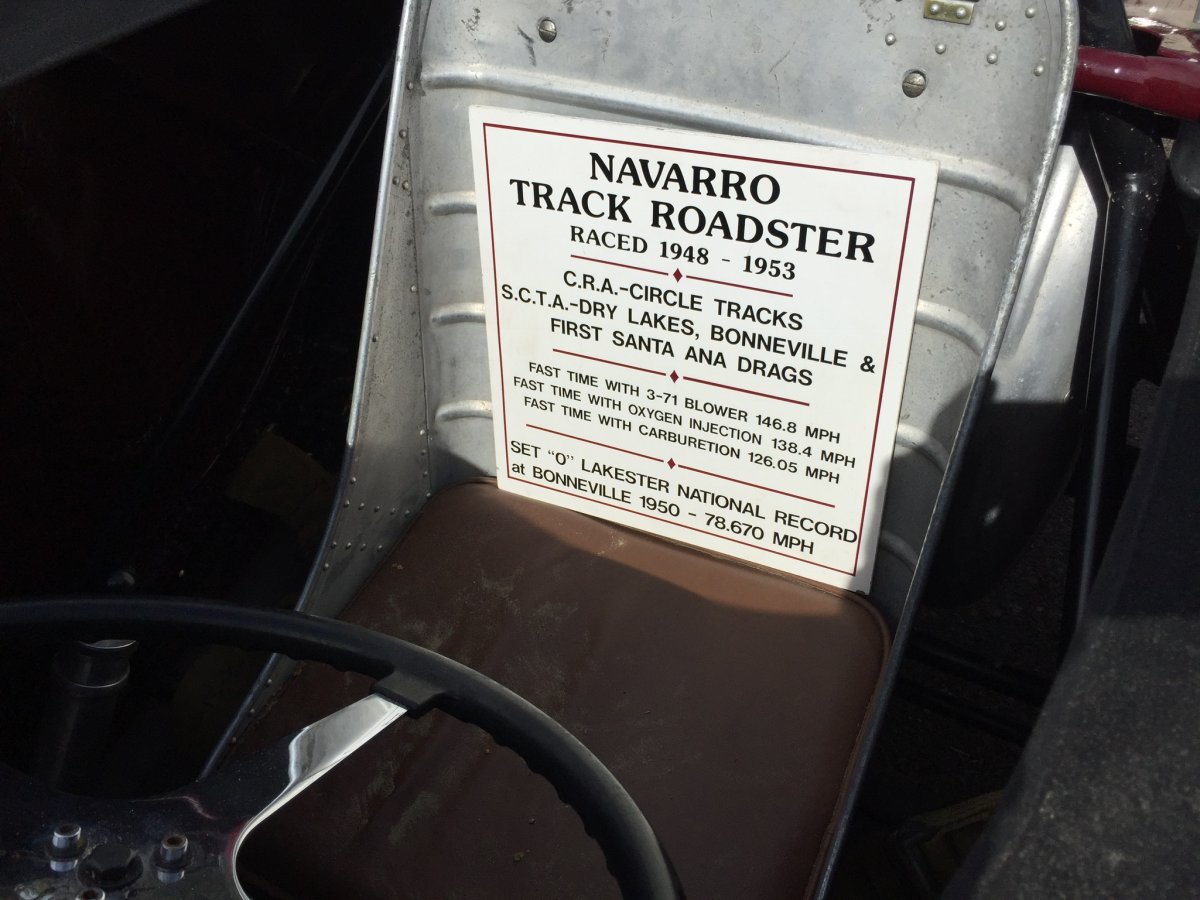 NAVARRO
TRACK ROADSTER
RACED 1948 - 1953
C.R.A.-CIRCLE TRACKS
S.C.T.A.-DRY LAKES, BONNEVILLE &
FIRST SANTA ANA DRAGS
FAST TIME WITH 3-71 BLOWER 146.8 MPH
FAST TIME WITH OXYGEN INJECTION 138.4 MPH
FAST TIME WITH CARBURETION 126.05 MPH
SET "O" LAKESTER NATIONAL RECORD
at BONNEVILLE 1950 - 78.670 MPH